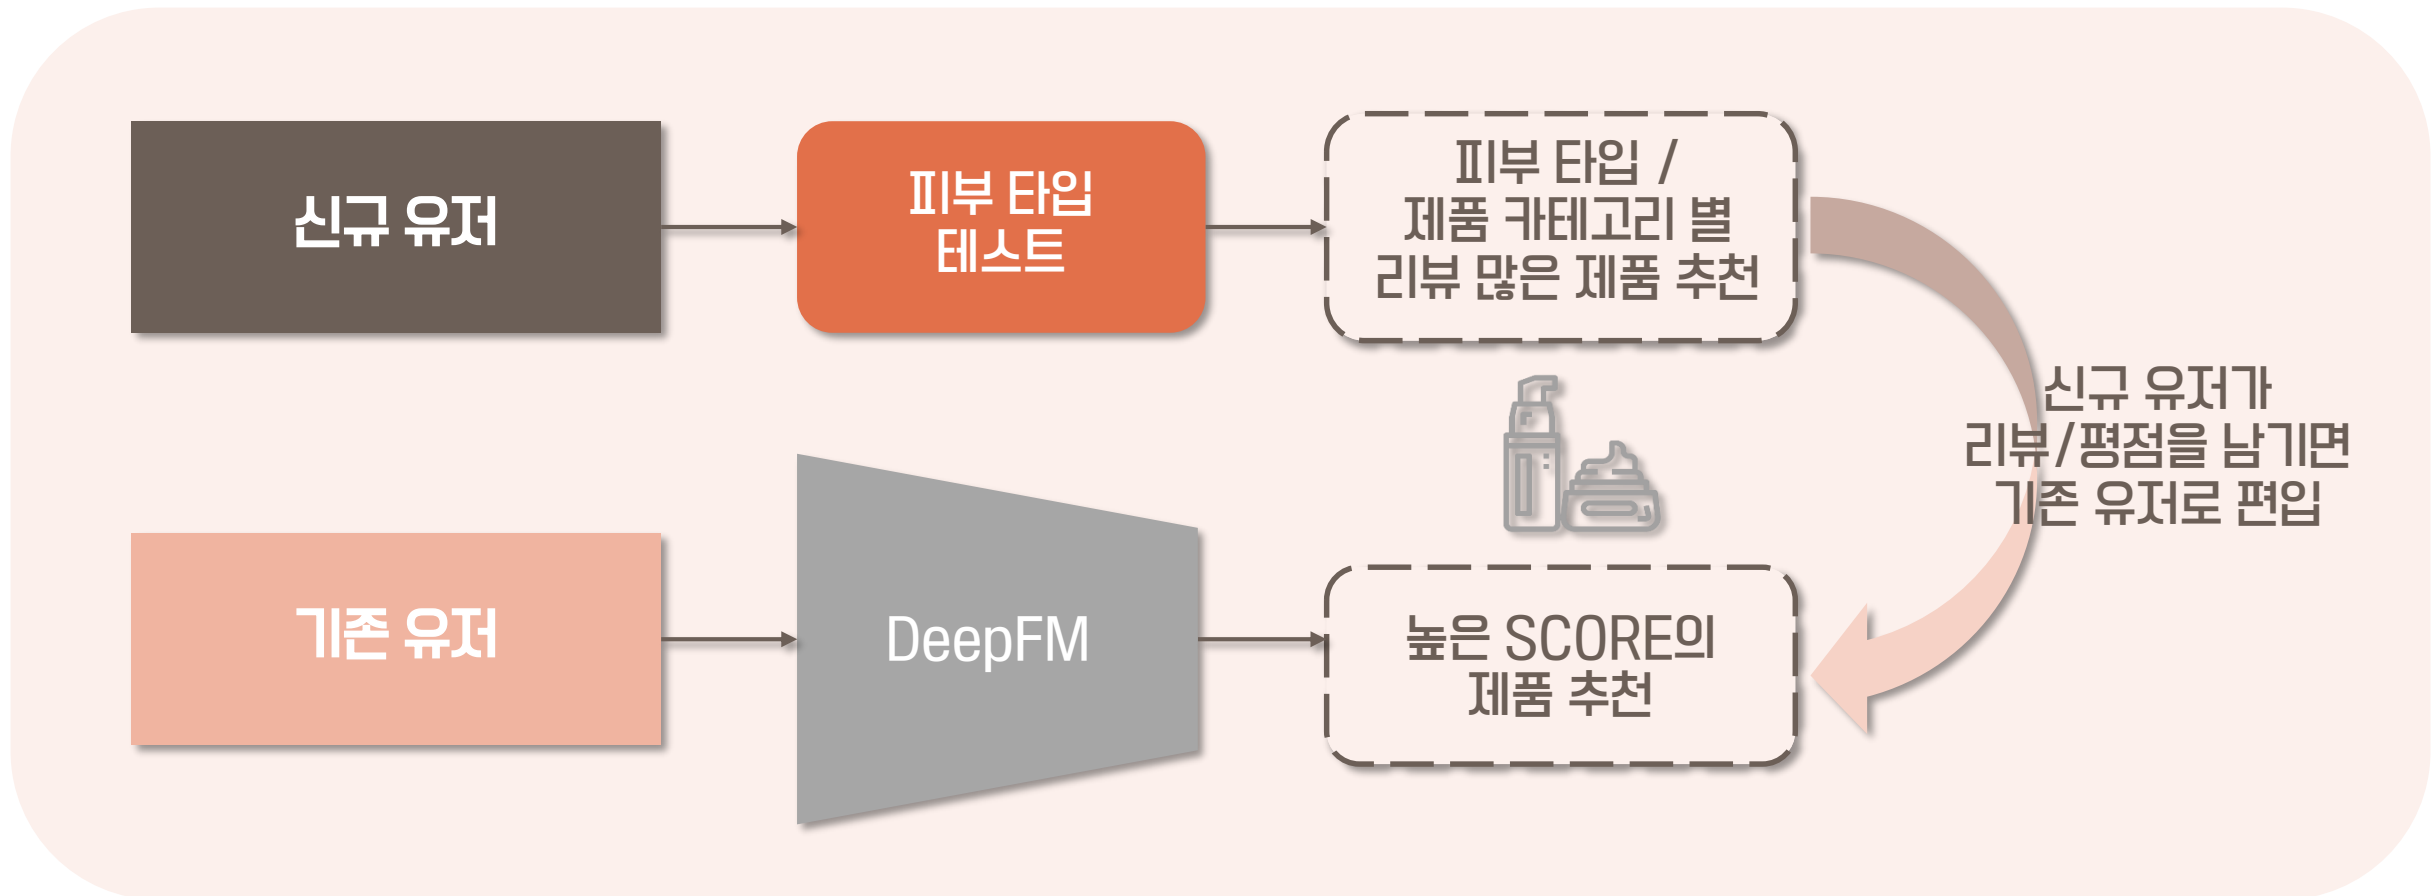 신규 유저
피부 타입
테스트
피부 타입 /
제품 카테고리 별
리뷰 많은 제품 추천
신규 유저가
리뷰/평점을 남기면
기존 유저로 편입
기존 유저
DeepFM
높은 SCORE의
제품 추천